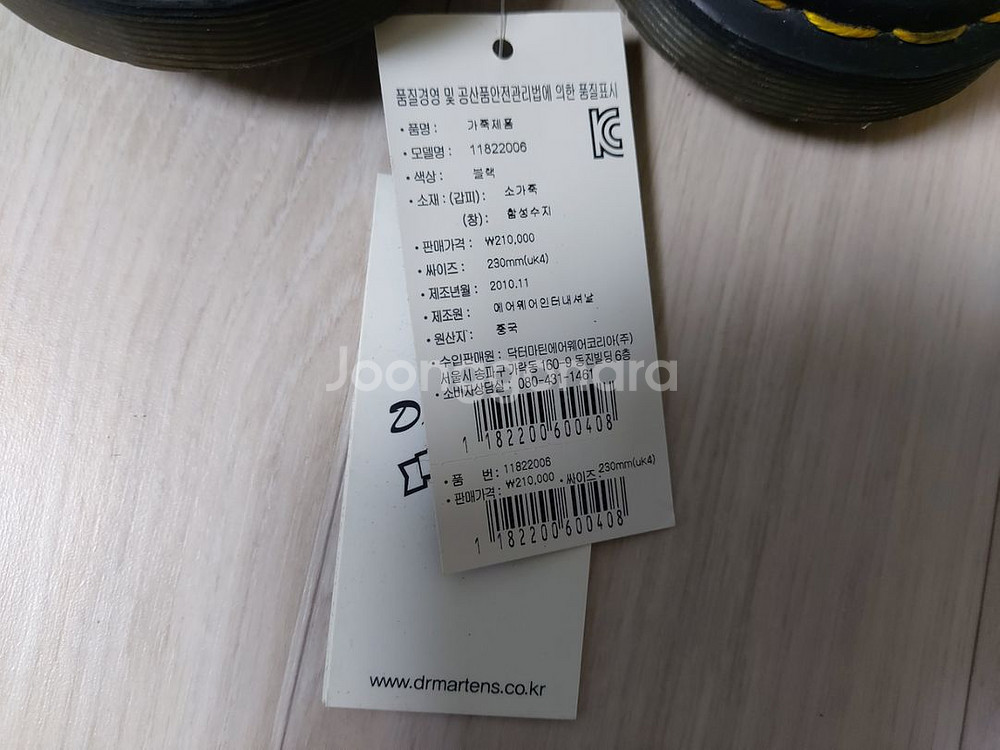 품질경영 및 공산품안전관리법에 의한 품질표시
• 품명 : 가죽제품
• 모델명 : 11822006
• 색상 : 블랙
• 소재 : (갑피) : 소가죽
(창) : 합성수지
• 판매가격 : ₩210,000
• 싸이즈 : 230mm(uk4)
• 제조년월 : 2010.11
• 제조원 : 에어웨어인터내셔날
• 원산지 : 중국
• 수입판매원 : 닥터마틴에어웨어코리아(주)
서울시 송파구 가락동 160-9 동진빌딩 6층
• 소비자상담실 : 080-431-1461
Joonggonara
1 182200 600408
• 품 번 : 11822006
• 판매가격 : ₩210,000 • 싸이즈 230mm(uk4)
1 182200 600408
www.drmartens.co.kr